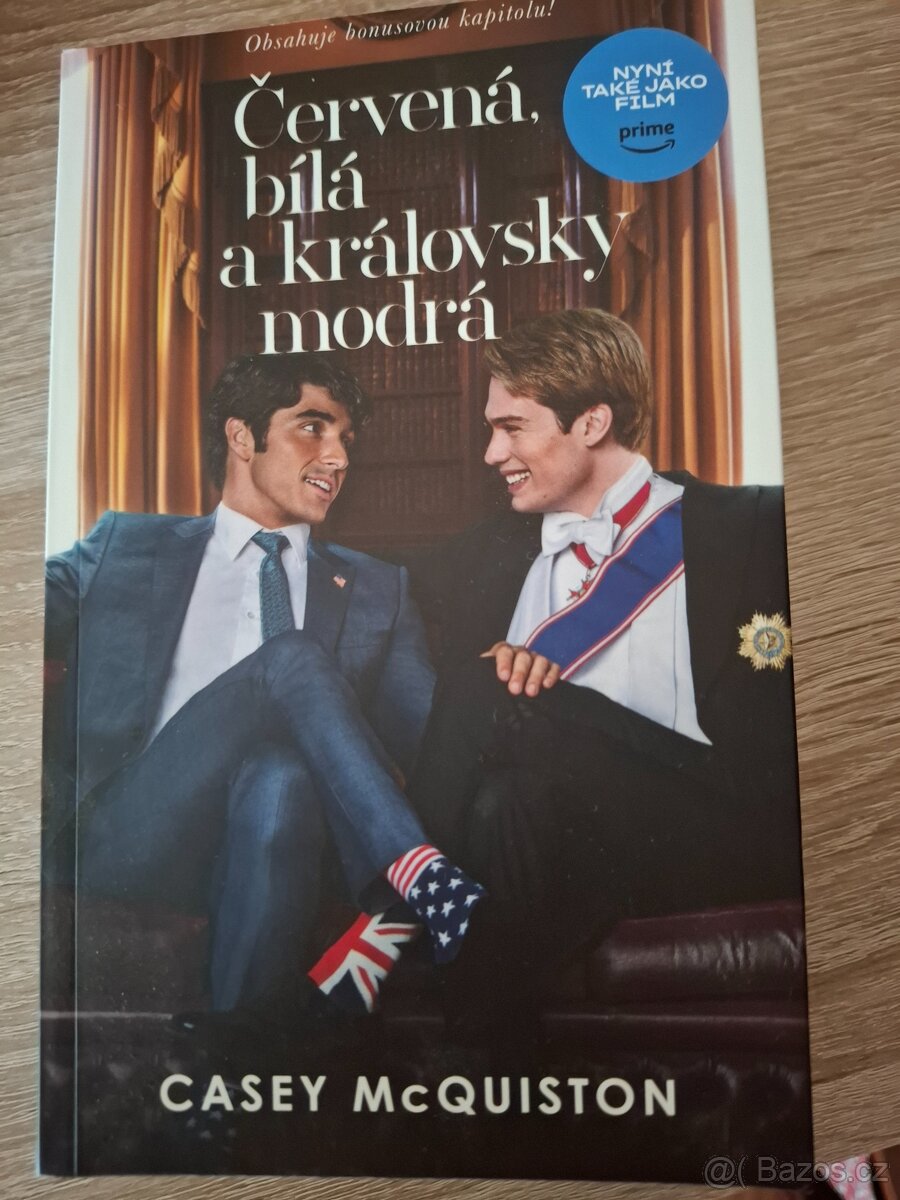 Obsahuje bonusovou kapitolu!
Červená,
bílá
a královsky
modrá
NYNÍ
TAKÉ JAKO
FILM
prime
CASEY McQUISTON
@( Bazos.cz